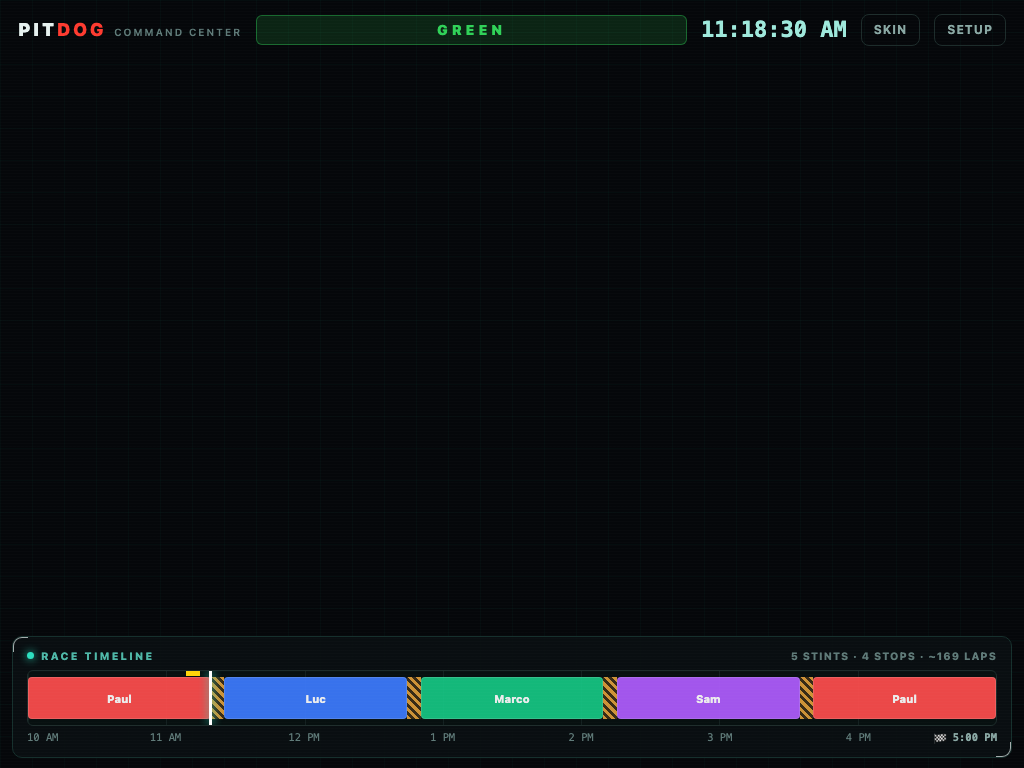 PITDOG COMMAND CENTER GREEN 11:18:30 AM SKIN SETUP
RACE TIMELINE 5 STINTS · 4 STOPS · ~169 LAPS
Paul Luc Marco Sam Paul
10 AM 11 AM 12 PM 1 PM 2 PM 3 PM 4 PM 🏁 5:00 PM